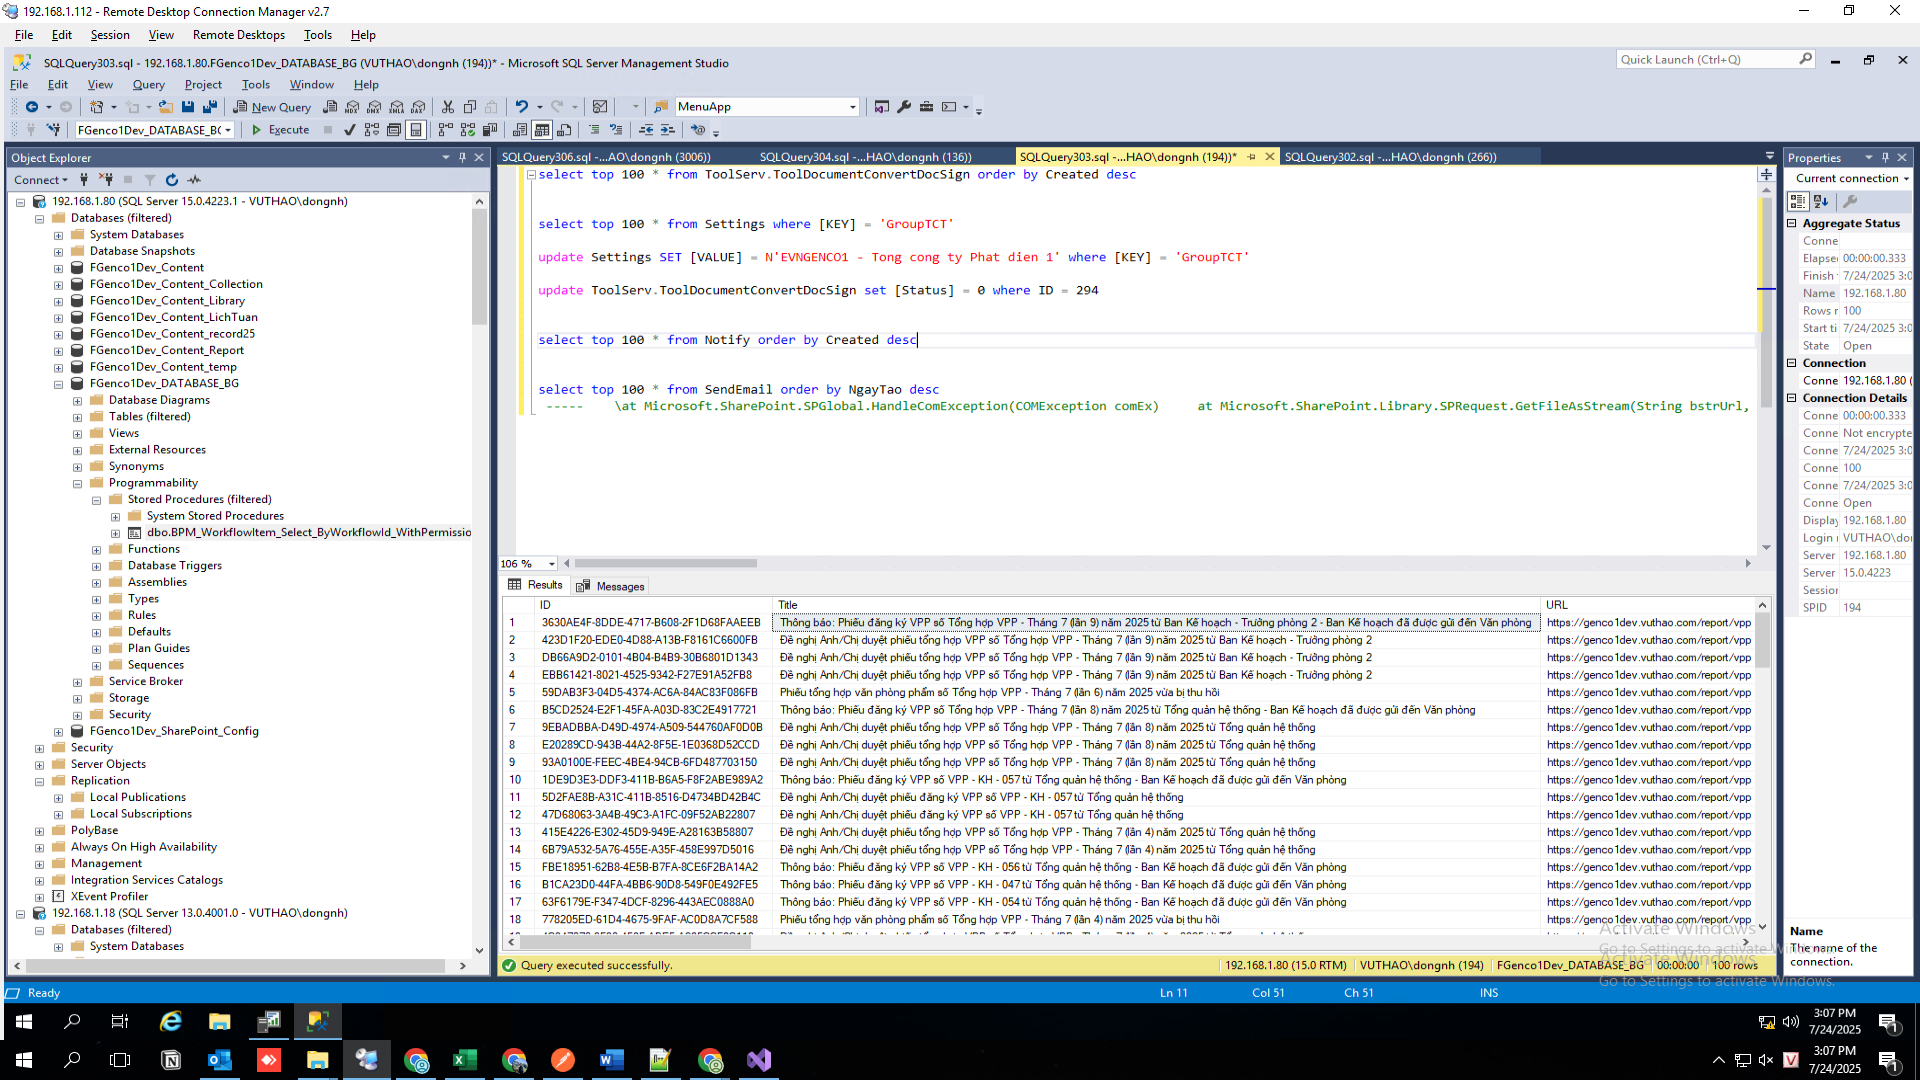 192.168.1.112 - Remote Desktop Connection Manager v2.7
File Edit Session View Remote Desktops Tools Help
SQLQuery303.sql - 192.168.1.80.FGenco1Dev_DATABASE_BG (VUTHAO\dongnh (194))* - Microsoft SQL Server Management Studio
Quick Launch (Ctrl+Q)
File Edit View Query Project Tools Window Help
New Query
MenuApp
FGenco1Dev_DATABASE_BG
Execute
Object Explorer
Connect
192.168.1.80 (SQL Server 15.0.4223.1 - VUTHAO\dongnh)
Databases (filtered)
System Databases
Database Snapshots
FGenco1Dev_Content
FGenco1Dev_Content_Collection
FGenco1Dev_Content_Library
FGenco1Dev_Content_LichTuan
FGenco1Dev_Content_record25
FGenco1Dev_Content_Report
FGenco1Dev_Content_temp
FGenco1Dev_DATABASE_BG
Database Diagrams
Tables (filtered)
Views
External Resources
Synonyms
Programmability
Stored Procedures (filtered)
System Stored Procedures
dbo.BPM_WorkflowItem_Select_ByWorkflowId_WithPermissio
Functions
Database Triggers
Assemblies
Types
Rules
Defaults
Plan Guides
Sequences
Service Broker
Storage
Security
FGenco1Dev_SharePoint_Config
Security
Server Objects
Replication
Local Publications
Local Subscriptions
PolyBase
Always On High Availability
Management
Integration Services Catalogs
XEvent Profiler
192.168.1.18 (SQL Server 13.0.4001.0 - VUTHAO\dongnh)
Databases (filtered)
System Databases
SQLQuery306.sql -...AO\dongnh (3006)) SQLQuery304.sql -...HAO\dongnh (136)) SQLQuery303.sql -...HAO\dongnh (194))* SQLQuery302.sql -...HAO\dongnh (266))
select top 100 * from ToolServ.ToolDocumentConvertDocSign order by Created desc
select top 100 * from Settings where [KEY] = 'GroupTCT'
update Settings SET [VALUE] = N'EVNGENCO1 - Tong cong ty Phat dien 1' where [KEY] = 'GroupTCT'
update ToolServ.ToolDocumentConvertDocSign set [Status] = 0 where ID = 294
select top 100 * from Notify order by Created desc
select top 100 * from SendEmail order by NgayTao desc
----- \at Microsoft.SharePoint.SPGlobal.HandleComException(COMException comEx) at Microsoft.SharePoint.Library.SPRequest.GetFileAsStream(String bstrUrl,
106 %
Results Messages
ID Title URL
1 3630AE4F-8DDE-4717-B608-2F1D68FAAEEB Thông báo: Phiếu đăng ký VPP số Tổng hợp VPP - Tháng 7 (lần 9) năm 2025 từ Ban Kế hoạch - Trưởng phòng 2 - Ban Kế hoạch đã được gửi đến Văn phòng https://genco1dev.vuthao.com/report/vpp
2 423D1F20-EDE0-4D88-A13B-F8161C6600FB Đề nghị Anh/Chị duyệt phiếu tổng hợp VPP số Tổng hợp VPP - Tháng 7 (lần 9) năm 2025 từ Ban Kế hoạch - Trưởng phòng 2 https://genco1dev.vuthao.com/report/vpp
3 DB66A9D2-0101-4B04-B4B9-30B6801D1343 Đề nghị Anh/Chị duyệt phiếu tổng hợp VPP số Tổng hợp VPP - Tháng 7 (lần 9) năm 2025 từ Ban Kế hoạch - Trưởng phòng 2 https://genco1dev.vuthao.com/report/vpp
4 EBB61421-8021-4525-9342-F27E91A52FB8 Đề nghị Anh/Chị duyệt phiếu tổng hợp VPP số Tổng hợp VPP - Tháng 7 (lần 9) năm 2025 từ Ban Kế hoạch - Trưởng phòng 2 https://genco1dev.vuthao.com/report/vpp
5 59DAB3F3-04D5-4374-AC6A-84AC83F086FB Phiếu tổng hợp văn phòng phẩm số Tổng hợp VPP - Tháng 7 (lần 6) năm 2025 vừa bị thu hồi https://genco1dev.vuthao.com/report/vpp
6 B5CD2524-E2F1-45FA-A03D-83C2E4917721 Thông báo: Phiếu đăng ký VPP số Tổng hợp VPP - Tháng 7 (lần 8) năm 2025 từ Tổng quản hệ thống - Ban Kế hoạch đã được gửi đến Văn phòng https://genco1dev.vuthao.com/report/vpp
7 9EBADBBA-D49D-4974-A509-544760AF0D0B Đề nghị Anh/Chị duyệt phiếu tổng hợp VPP số Tổng hợp VPP - Tháng 7 (lần 8) năm 2025 từ Tổng quản hệ thống https://genco1dev.vuthao.com/report/vpp
8 E20289CD-943B-44A2-8F5E-1E0368D52CCD Đề nghị Anh/Chị duyệt phiếu tổng hợp VPP số Tổng hợp VPP - Tháng 7 (lần 8) năm 2025 từ Tổng quản hệ thống https://genco1dev.vuthao.com/report/vpp
9 93A0100E-FEEC-4BE4-94CB-6FD487703150 Đề nghị Anh/Chị duyệt phiếu tổng hợp VPP số Tổng hợp VPP - Tháng 7 (lần 8) năm 2025 từ Tổng quản hệ thống https://genco1dev.vuthao.com/report/vpp
10 1DE9D3E3-DDF3-411B-B6A5-F8F2ABE989A2 Thông báo: Phiếu đăng ký VPP số VPP - KH - 057 từ Tổng quản hệ thống - Ban Kế hoạch đã được gửi đến Văn phòng https://genco1dev.vuthao.com/report/vpp
11 5D2FAE8B-A31C-411B-8516-D4734BD42B4C Đề nghị Anh/Chị duyệt phiếu đăng ký VPP số VPP - KH - 057 từ Tổng quản hệ thống https://genco1dev.vuthao.com/report/vpp
12 47D68063-3A4B-49C3-A1FC-09F52AB22807 Đề nghị Anh/Chị duyệt phiếu đăng ký VPP số VPP - KH - 057 từ Tổng quản hệ thống https://genco1dev.vuthao.com/report/vpp
13 415E4226-E302-45D9-949E-A28163B58807 Đề nghị Anh/Chị duyệt phiếu tổng hợp VPP số Tổng hợp VPP - Tháng 7 (lần 4) năm 2025 từ Tổng quản hệ thống https://genco1dev.vuthao.com/report/vpp
14 6B79A532-5A76-455E-A35F-458E997D5016 Đề nghị Anh/Chị duyệt phiếu tổng hợp VPP số Tổng hợp VPP - Tháng 7 (lần 4) năm 2025 từ Tổng quản hệ thống https://genco1dev.vuthao.com/report/vpp
15 FBE18951-62B8-4E5B-B7FA-8CE6F2BA14A2 Thông báo: Phiếu đăng ký VPP số VPP - KH - 056 từ Tổng quản hệ thống - Ban Kế hoạch đã được gửi đến Văn phòng https://genco1dev.vuthao.com/report/vpp
16 B1CA23D0-44FA-4BB6-90D8-549F0E492FE5 Thông báo: Phiếu đăng ký VPP số VPP - KH - 047 từ Tổng quản hệ thống - Ban Kế hoạch đã được gửi đến Văn phòng https://genco1dev.vuthao.com/report/vpp
17 63F6179E-F347-4DCF-8296-443AEC0888A0 Thông báo: Phiếu đăng ký VPP số VPP - KH - 054 từ Tổng quản hệ thống - Ban Kế hoạch đã được gửi đến Văn phòng https://genco1dev.vuthao.com/report/vpp
18 778205ED-61D4-4675-9FAF-AC0D8A7CF588 Phiếu tổng hợp văn phòng phẩm số Tổng hợp VPP - Tháng 7 (lần 4) năm 2025 vừa bị thu hồi https://genco1dev.vuthao.com/report/vpp
Query executed successfully. 192.168.1.80 (15.0 RTM) VUTHAO\dongnh (194) FGenco1Dev_DATABASE_BG 00:00:00 100 rows
Properties
Current connection
Aggregate Status
Conne
Elapse 00:00:00.333
Finish 7/24/2025 3:0
Name 192.168.1.80
Rows r 100
Start ti 7/24/2025 3:0
State Open
Connection
Conne 192.168.1.80 (
Connection Details
Conne 00:00:00.333
Conne Not encrypte
Conne 7/24/2025 3:0
Conne 100
Conne 7/24/2025 3:0
Conne Open
Display 192.168.1.80
Login VUTHAO\dor
Server 192.168.1.80
Server 15.0.4223
Session
SPID 194
Name
The name of the connection.
Activate Windows
Go to Settings to activate Windows.
Activate Windows
Go to Settings to activate Windows.
Ready Ln 11 Col 51 Ch 51 INS
3:07 PM
7/24/2025
3:07 PM
7/24/2025